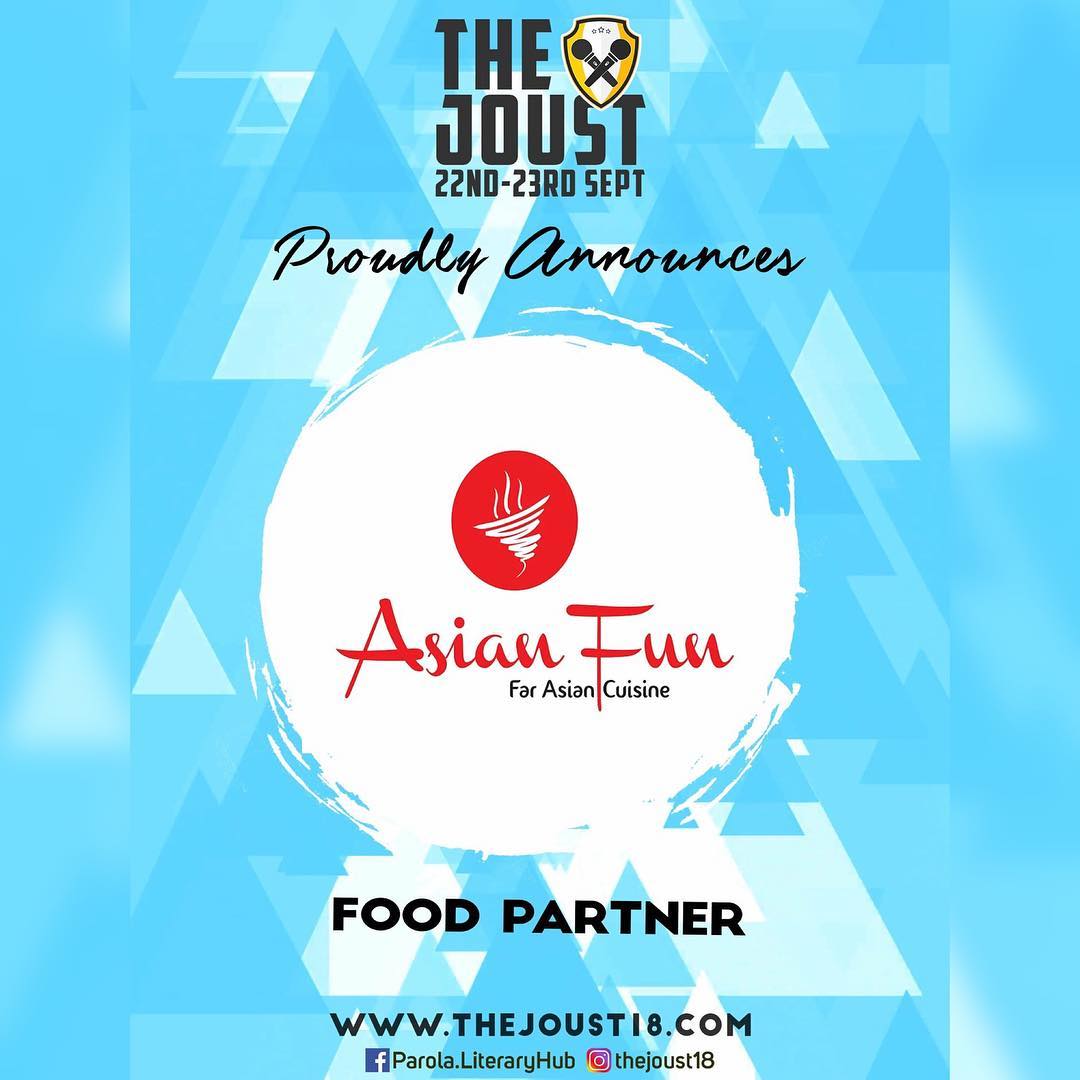 THE
JOUST
22ND-23RD SEPT
Proudly Announces
Asian Fun
Far Asian Cuisine
FOOD PARTNER
WWW.THEJOUST18.COM
Parola.LiteraryHub thejoust18